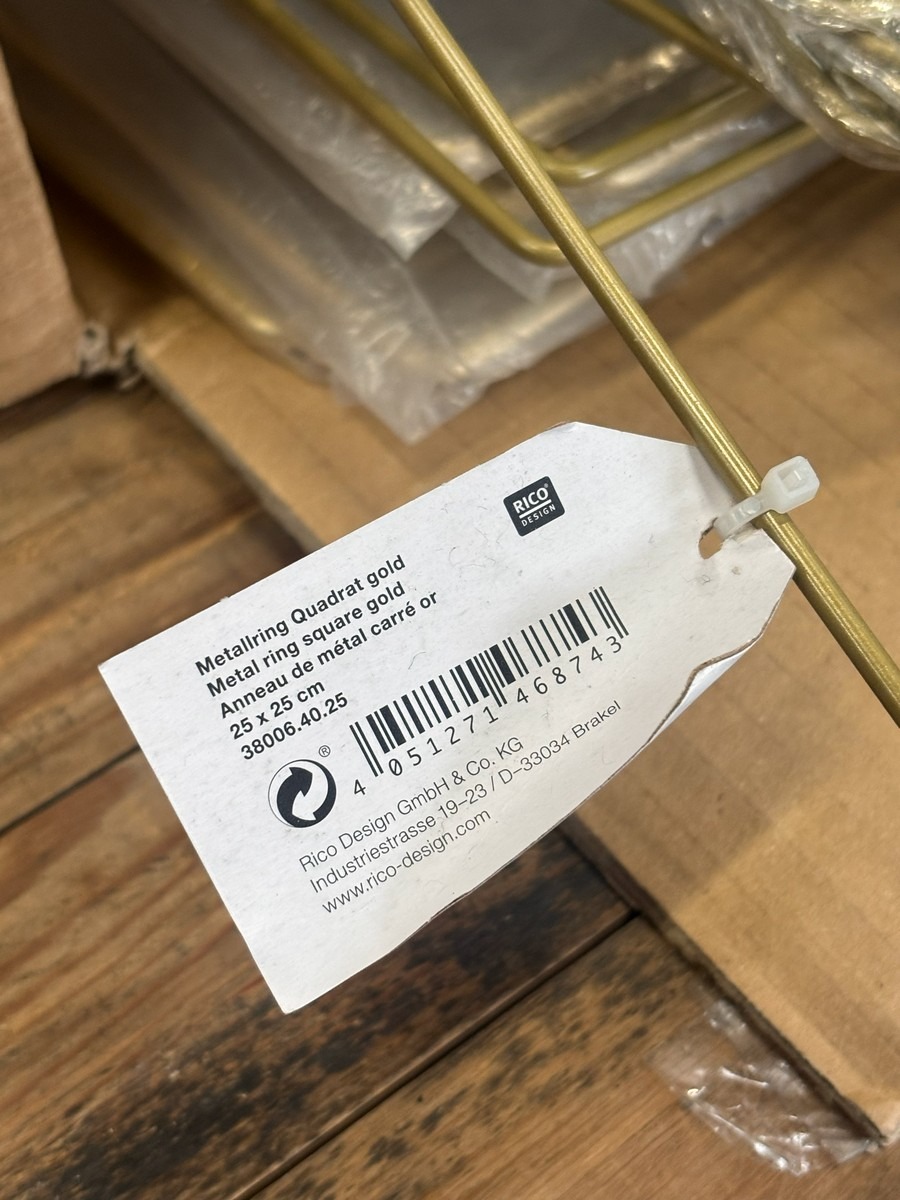 RICO®
DESIGN
Metallring Quadrat gold
Metal ring square gold
Anneau de métal carré or
25 x 25 cm
38006.40.25
®
4 051271 468743
Rico Design GmbH & Co. KG
Industriestrasse 19–23 / D–33034 Brakel
www.rico-design.com